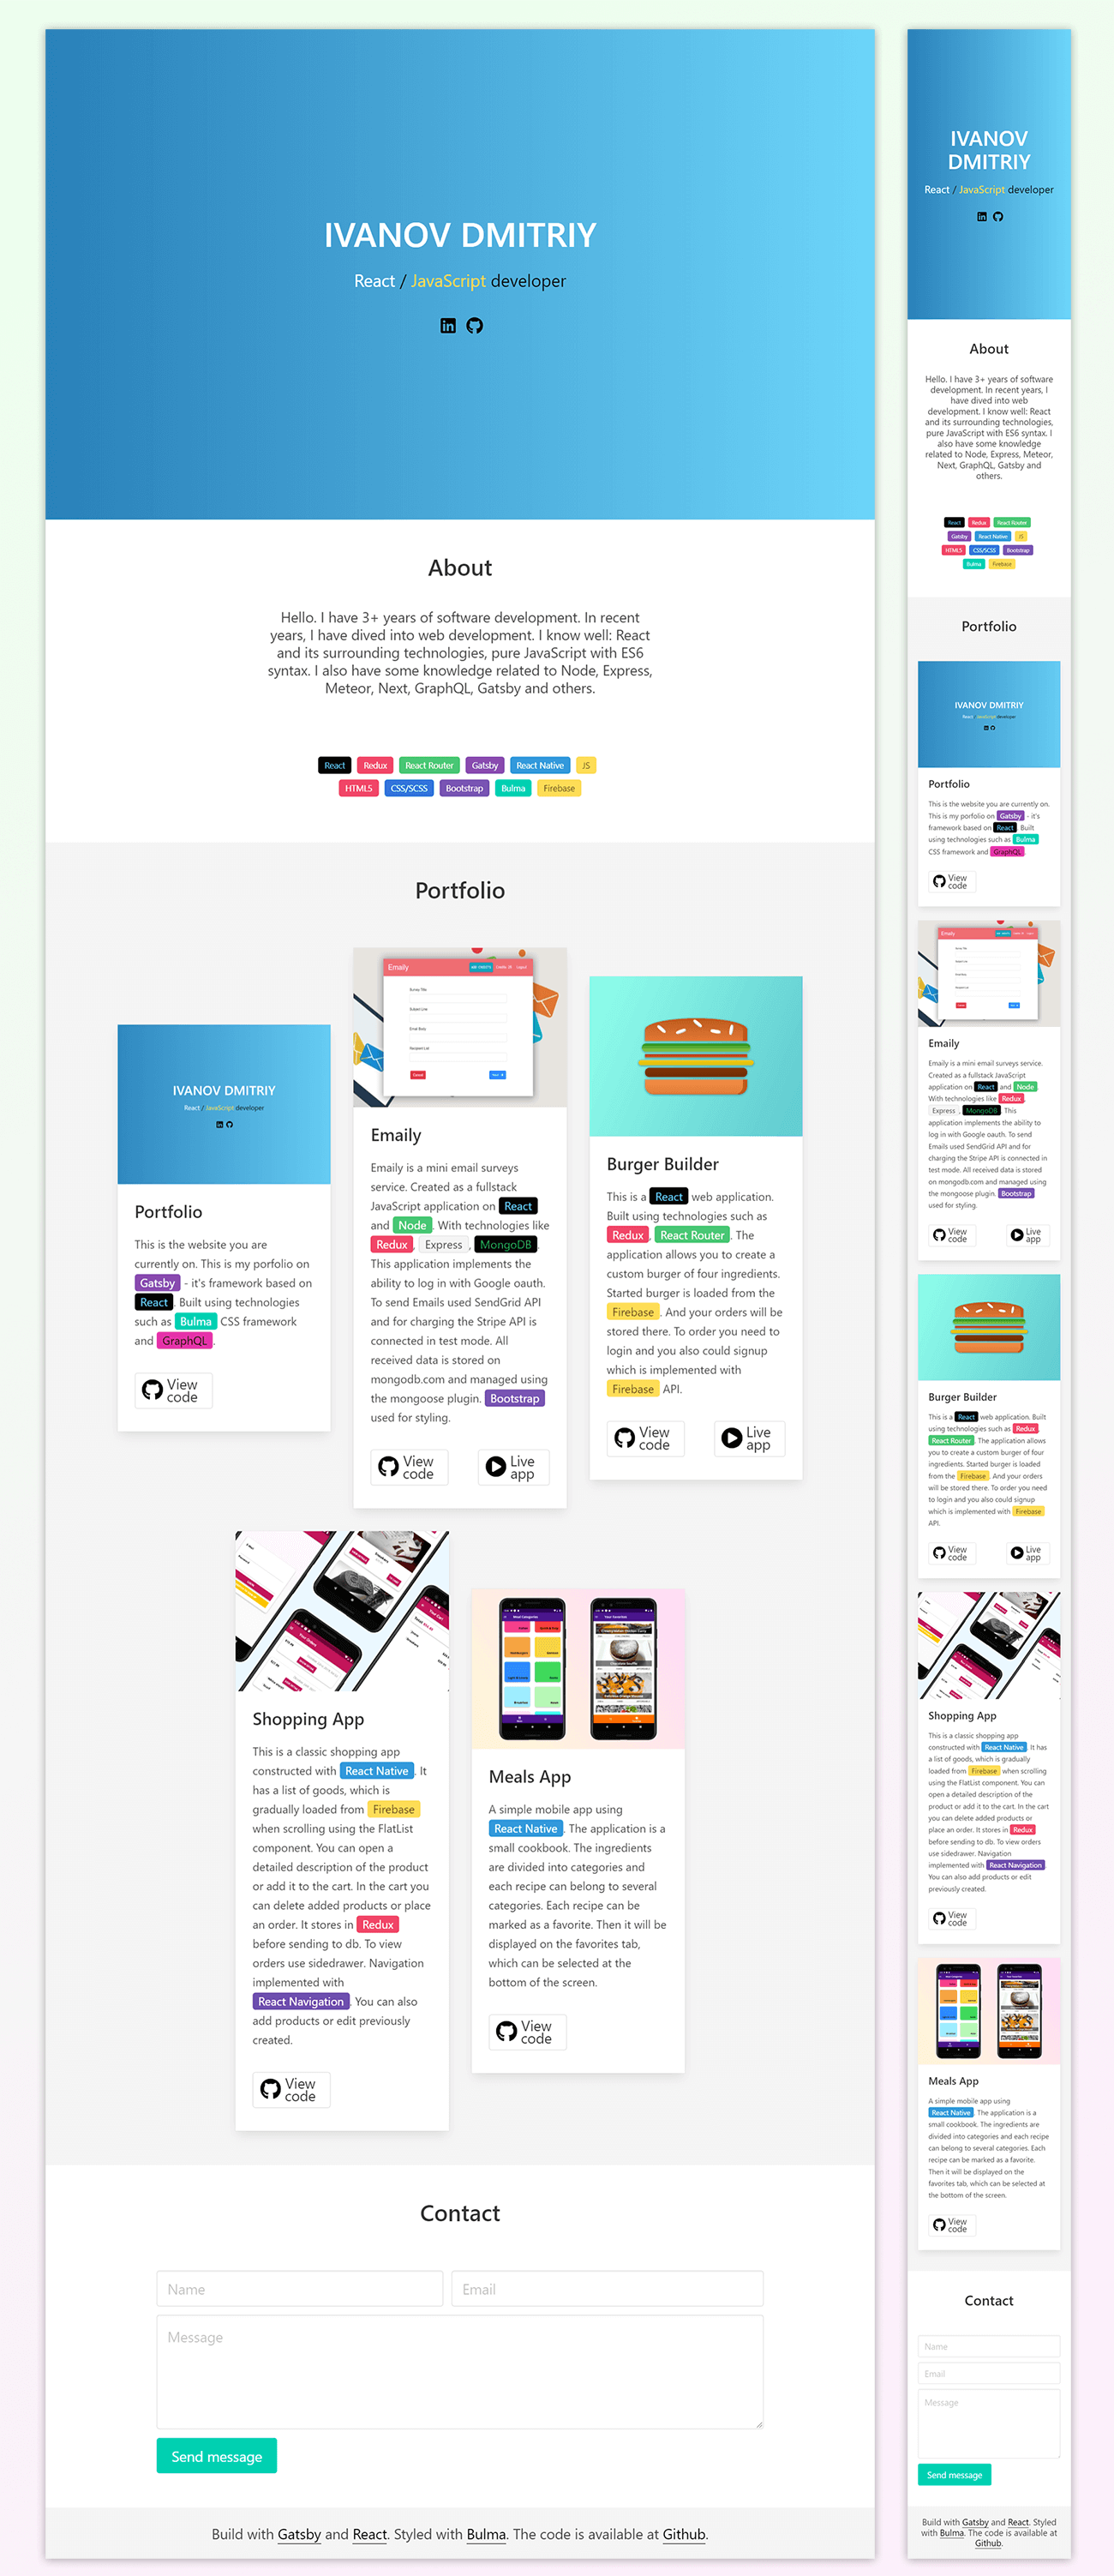 IVANOV DMITRIY
React / JavaScript developer
About
Hello. I have 3+ years of software development. In recent
years, I have dived into web development. I know well: React
and its surrounding technologies, pure JavaScript with ES6
syntax. I also have some knowledge related to Node, Express,
Meteor, Next, GraphQL, Gatsby and others.
React Redux React Router Gatsby React Native JS
HTML5 CSS/SCSS Bootstrap Bulma Firebase
Portfolio
IVANOV DMITRIY
React / JavaScript developer
Portfolio
This is the website you are
currently on. This is my porfolio on
Gatsby - it's framework based on
React. Built using technologies
such as Bulma CSS framework
and GraphQL.
View
code
Emaily
Survey Title
Subject Line
Email Body
Recipient List
Cancel
Emaily
Emaily is a mini email surveys
service. Created as a fullstack
JavaScript application on React
and Node. With technologies like
Redux, Express, MongoDB.
This application implements the
ability to log in with Google oauth.
To send Emails used SendGrid API
and for charging the Stripe API is
connected in test mode. All
received data is stored on
mongodb.com and managed using
the mongoose plugin. Bootstrap
used for styling.
View
code
Live
app
Burger Builder
This is a React web application.
Built using technologies such as
Redux, React Router. The
application allows you to create a
custom burger of four ingredients.
Started burger is loaded from the
Firebase. And your orders will be
stored there. To order you need to
login and you also could signup
which is implemented with
Firebase API.
View
code
Live
app
Shopping App
This is a classic shopping app
constructed with React Native. It
has a list of goods, which is
gradually loaded from Firebase
when scrolling using the FlatList
component. You can open a
detailed description of the product
or add it to the cart. In the cart you
can delete added products or place
an order. It stores in Redux
before sending to db. To view
orders use sidedrawer. Navigation
implemented with
React Navigation. You can also
add products or edit previously
created.
View
code
Meal Categories
Your Favorites
Meals App
A simple mobile app using
React Native. The application is a
small cookbook. The ingredients
are divided into categories and
each recipe can belong to several
categories. Each recipe can be
marked as a favorite. Then it will be
displayed on the favorites tab,
which can be selected at the
bottom of the screen.
View
code
Contact
Name
Email
Message
Send message
Build with Gatsby and React. Styled with Bulma. The code is available at Github.
IVANOV
DMITRIY
React / JavaScript developer
About
Hello. I have 3+ years of software
development. In recent years, I
have dived into web
development. I know well: React
and its surrounding technologies,
pure JavaScript with ES6 syntax. I
also have some knowledge
related to Node, Express, Meteor,
Next, GraphQL, Gatsby and
others.
React Redux React Router
Gatsby React Native JS
HTML5 CSS/SCSS Bootstrap
Bulma Firebase
Portfolio
IVANOV DMITRIY
React / JavaScript developer
Portfolio
This is the website you are currently on.
This is my porfolio on Gatsby - it's
framework based on React. Built
using technologies such as Bulma
CSS framework and GraphQL.
View
code
Emaily
Emaily
Emaily is a mini email surveys service.
Created as a fullstack JavaScript
application on React and Node.
With technologies like Redux,
Express, MongoDB. This
application implements the ability to
log in with Google oauth. To send
Emails used SendGrid API and for
charging the Stripe API is connected in
test mode. All received data is stored
on mongodb.com and managed using
the mongoose plugin. Bootstrap
used for styling.
View
code
Live
app
Burger Builder
This is a React web application. Built
using technologies such as Redux,
React Router. The application allows
you to create a custom burger of four
ingredients. Started burger is loaded
from the Firebase. And your orders
will be stored there. To order you need
to login and you also could signup
which is implemented with Firebase
API.
View
code
Live
app
Shopping App
This is a classic shopping app
constructed with React Native. It has
a list of goods, which is gradually
loaded from Firebase when scrolling
using the FlatList component. You can
open a detailed description of the
product or add it to the cart. In the cart
you can delete added products or
place an order. It stores in Redux
before sending to db. To view orders
use sidedrawer. Navigation
implemented with React Navigation.
You can also add products or edit
previously created.
View
code
Meals App
A simple mobile app using
React Native. The application is a
small cookbook. The ingredients are
divided into categories and each recipe
can belong to several categories. Each
recipe can be marked as a favorite.
Then it will be displayed on the
favorites tab, which can be selected at
the bottom of the screen.
View
code
Contact
Name
Email
Message
Send message
Build with Gatsby and React. Styled
with Bulma. The code is available at
Github.